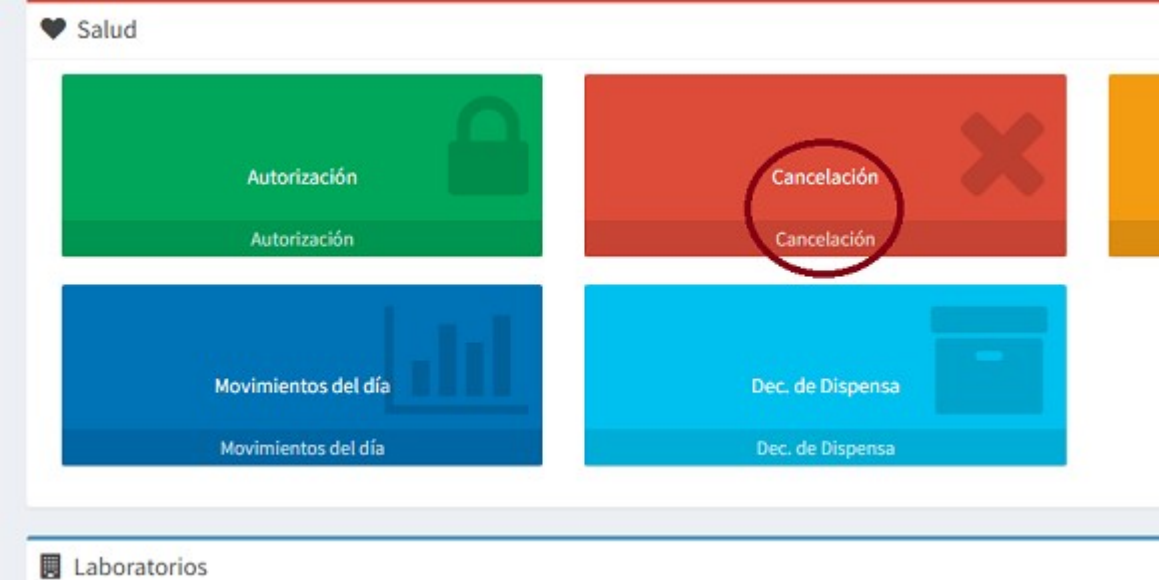 Salud
Autorización
Autorización
Cancelación
Cancelación
Movimientos del día
Movimientos del día
Dec. de Dispensa
Dec. de Dispensa
Laboratorios